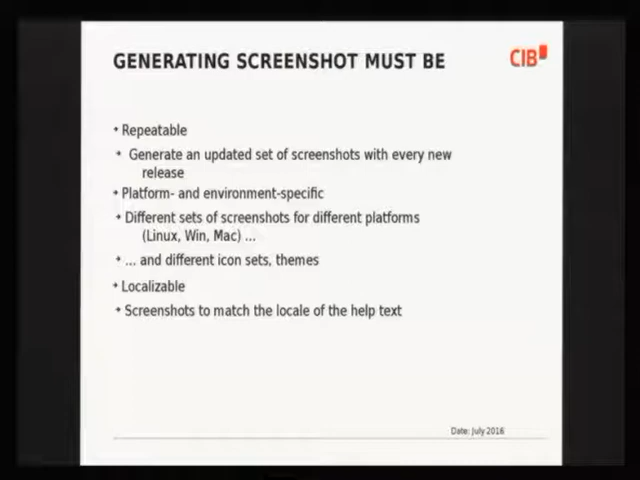 GENERATING SCREENSHOT MUST BE
CIB
• Repeatable
• Generate an updated set of screenshots with every new
release
• Platform- and environment-specific
• Different sets of screenshots for different platforms
(Linux, Win, Mac) ...
• ... and different icon sets, themes
• Localizable
• Screenshots to match the locale of the help text
Date: July 2016